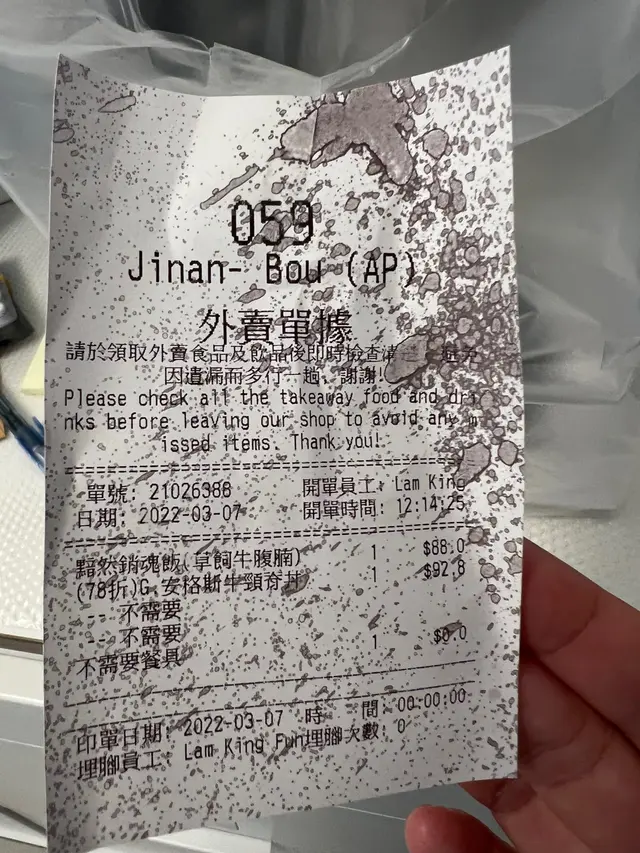 059
Jinan- Bou (AP)
外賣單據
請於領取外賣食品及飲品後即時檢查清
因遺漏而多行一趟, 謝謝!
Please check all the takeaway food and dri
nks before leaving our shop to avoid any m
issed items. Thank you!
單號: 21026388 開單員工: Lam King
日期: 2022-03-07 開單時間: 12:14:25
黯然銷魂飯(草飼牛腹腩) 1 $88.0
(78折)G.安格斯牛頸脊丼 1 $92.8
-- 不需要
-- 不需要
不需要餐具 1 $0.0
印單日期: 2022-03-07 時 間: 00:00:00
埋腳員工: Lam King Fun埋腳次數: 0